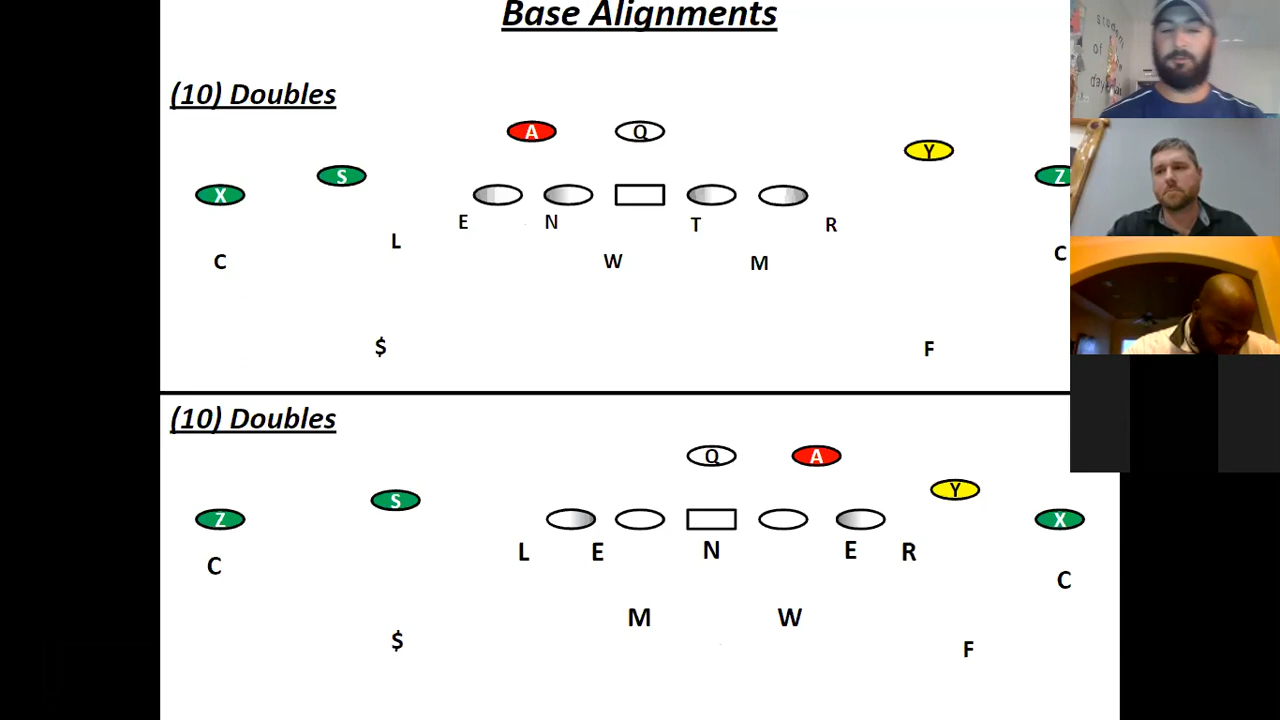 Base Alignments
(10) Doubles
A Q
Y
S
X Z
E N T R
L
C W M C
$ F
(10) Doubles
Q A
Y
S
Z X
L E N E R
C C
M W
$ F